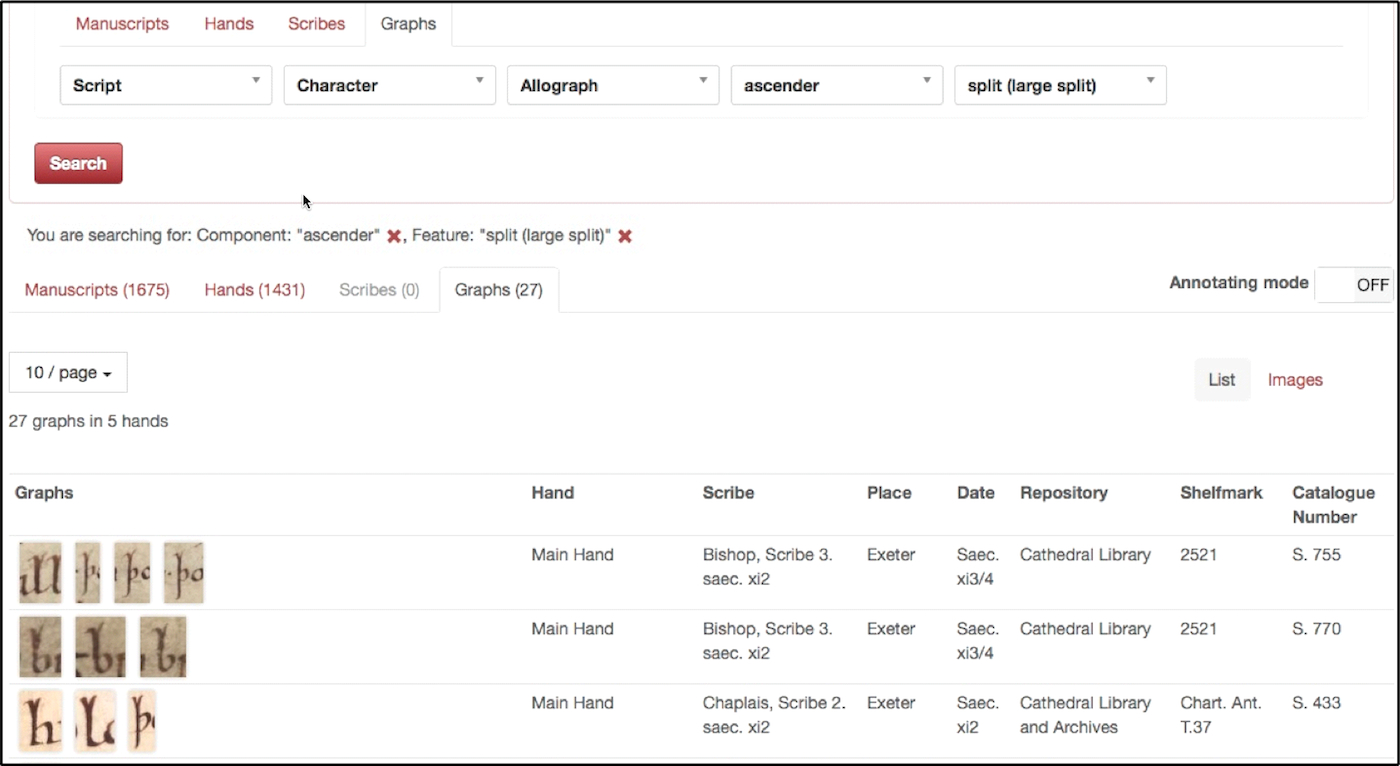 Manuscripts Hands Scribes Graphs
Script Character Allograph ascender split (large split)
Search
You are searching for: Component: "ascender" ✖, Feature: "split (large split)" ✖
Manuscripts (1675) Hands (1431) Scribes (0) Graphs (27) Annotating mode OFF
10 / page
List Images
27 graphs in 5 hands
Graphs Hand Scribe Place Date Repository Shelfmark Catalogue
Number
Main Hand Bishop, Scribe 3. Exeter Saec. Cathedral Library 2521 S. 755
saec. xi2 xi3/4
Main Hand Bishop, Scribe 3. Exeter Saec. Cathedral Library 2521 S. 770
saec. xi2 xi3/4
Main Hand Chaplais, Scribe 2. Exeter Saec. Cathedral Library Chart. Ant. S. 433
saec. xi2 xi2 and Archives T.37